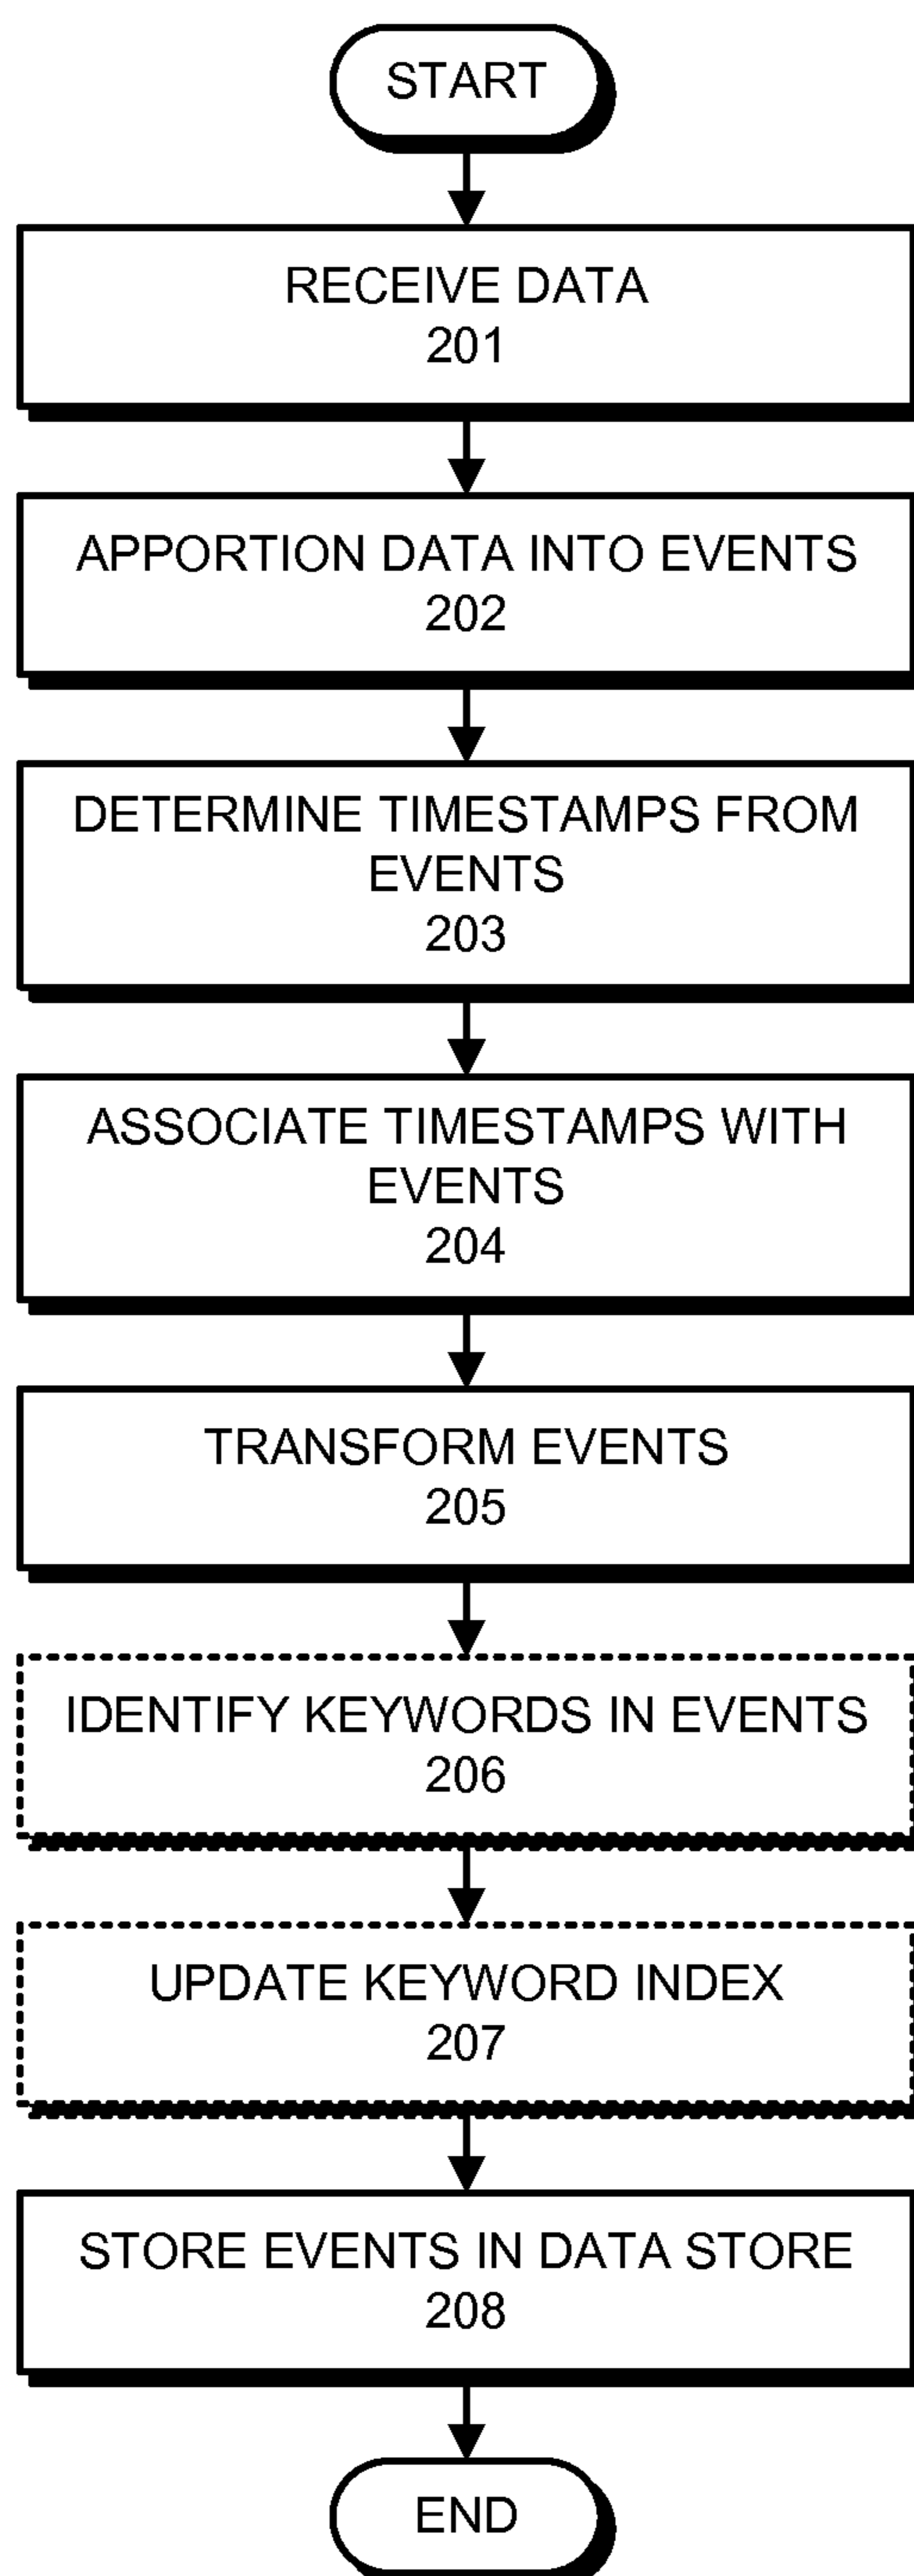 START
RECEIVE DATA
201
APPORTION DATA INTO EVENTS
202
DETERMINE TIMESTAMPS FROM
EVENTS
203
ASSOCIATE TIMESTAMPS WITH
EVENTS
204
TRANSFORM EVENTS
205
IDENTIFY KEYWORDS IN EVENTS
206
UPDATE KEYWORD INDEX
207
STORE EVENTS IN DATA STORE
208
END